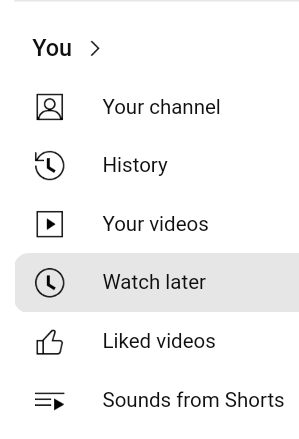 You
Your channel
History
Your videos
Watch later
Liked videos
Sounds from Shorts